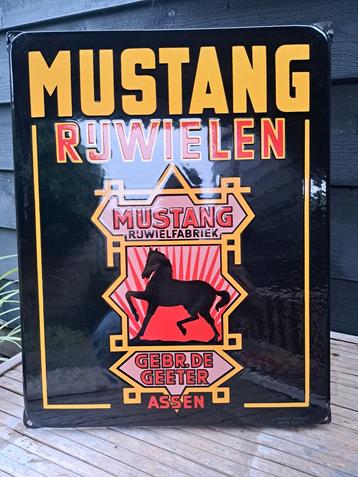 MUSTANG
RIJWIELEN
MUSTANG
RIJWIELFABRIEK
GEBR. DE
GEETER
ASSEN